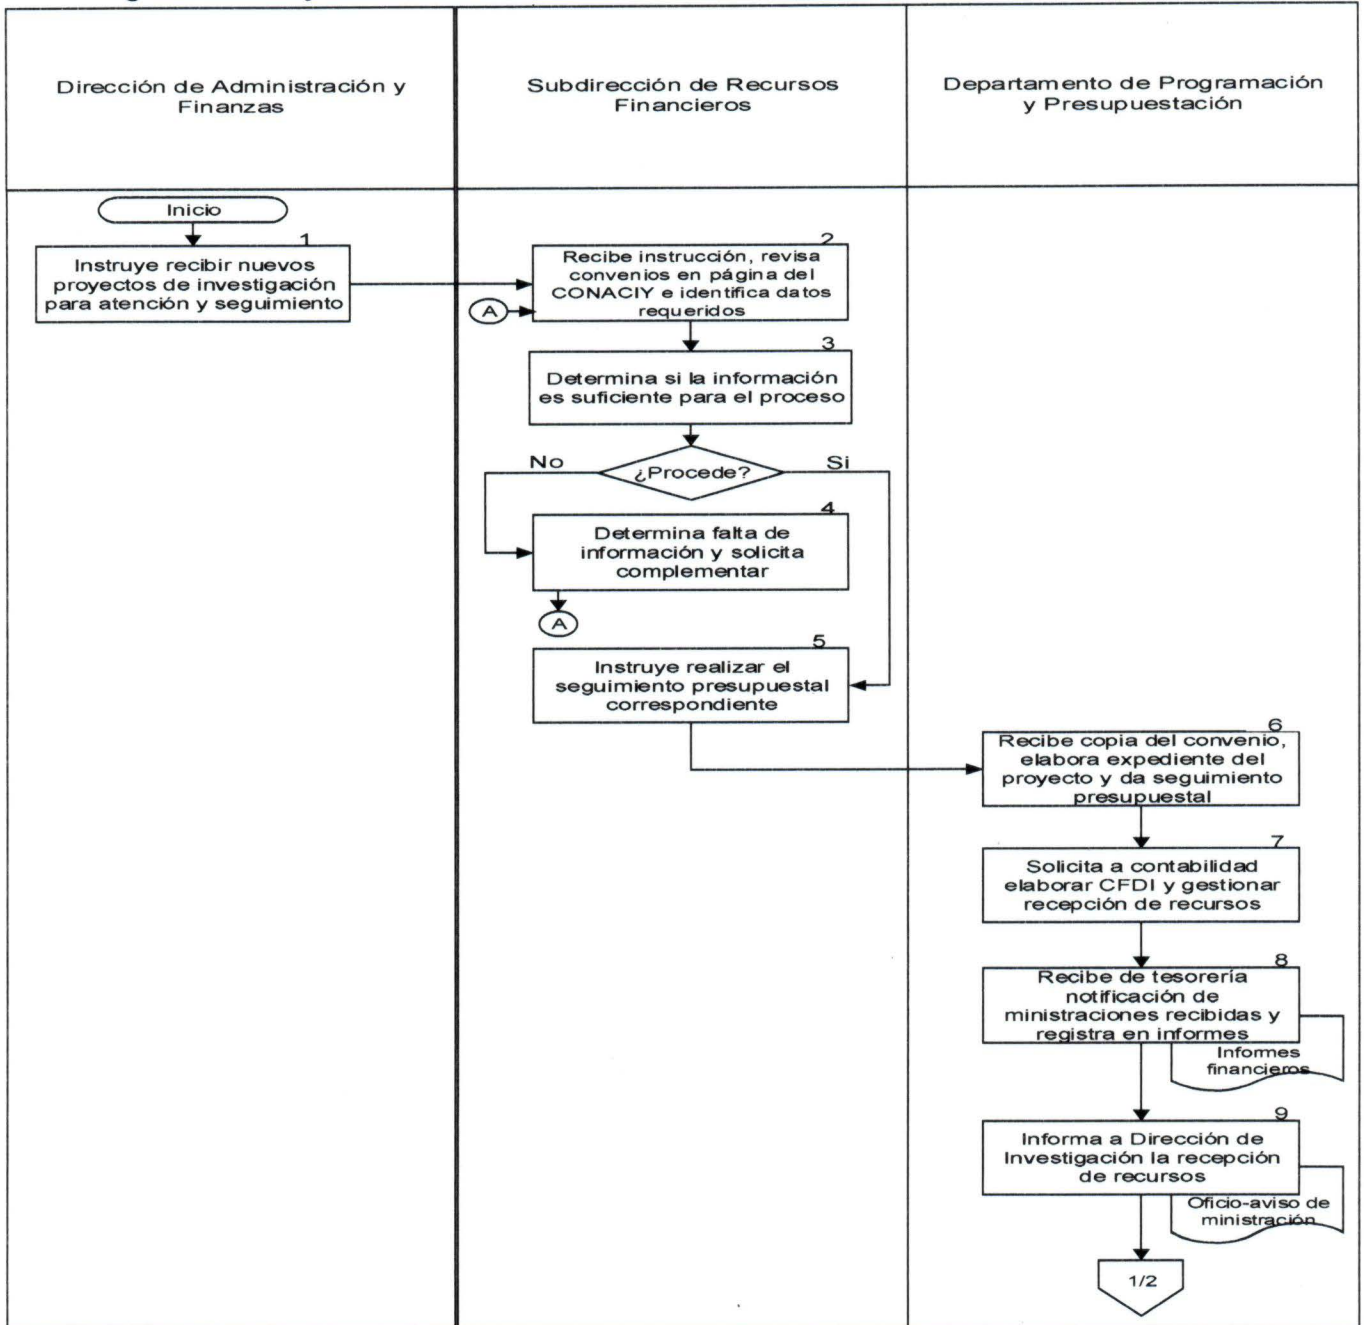 Dirección de Administración y
Finanzas
Subdirección de Recursos
Financieros
Departamento de Programación
y Presupuestación
Inicio
1
Instruye recibir nuevos
proyectos de investigación
para atención y seguimiento
2
Recibe instrucción, revisa
convenios en página del
CONACIY e identifica datos
requeridos
A
3
Determina si la información
es suficiente para el proceso
¿Procede?
No
Si
4
Determina falta de
información y solicita
complementar
A
5
Instruye realizar el
seguimiento presupuestal
correspondiente
6
Recibe copia del convenio,
elabora expediente del
proyecto y da seguimiento
presupuestal
7
Solicita a contabilidad
elaborar CFDI y gestionar
recepción de recursos
8
Recibe de tesorería
notificación de
ministraciones recibidas y
registra en informes
Informes
financieros
9
Informa a Dirección de
Investigación la recepción
de recursos
Oficio-aviso de
ministración
1/2